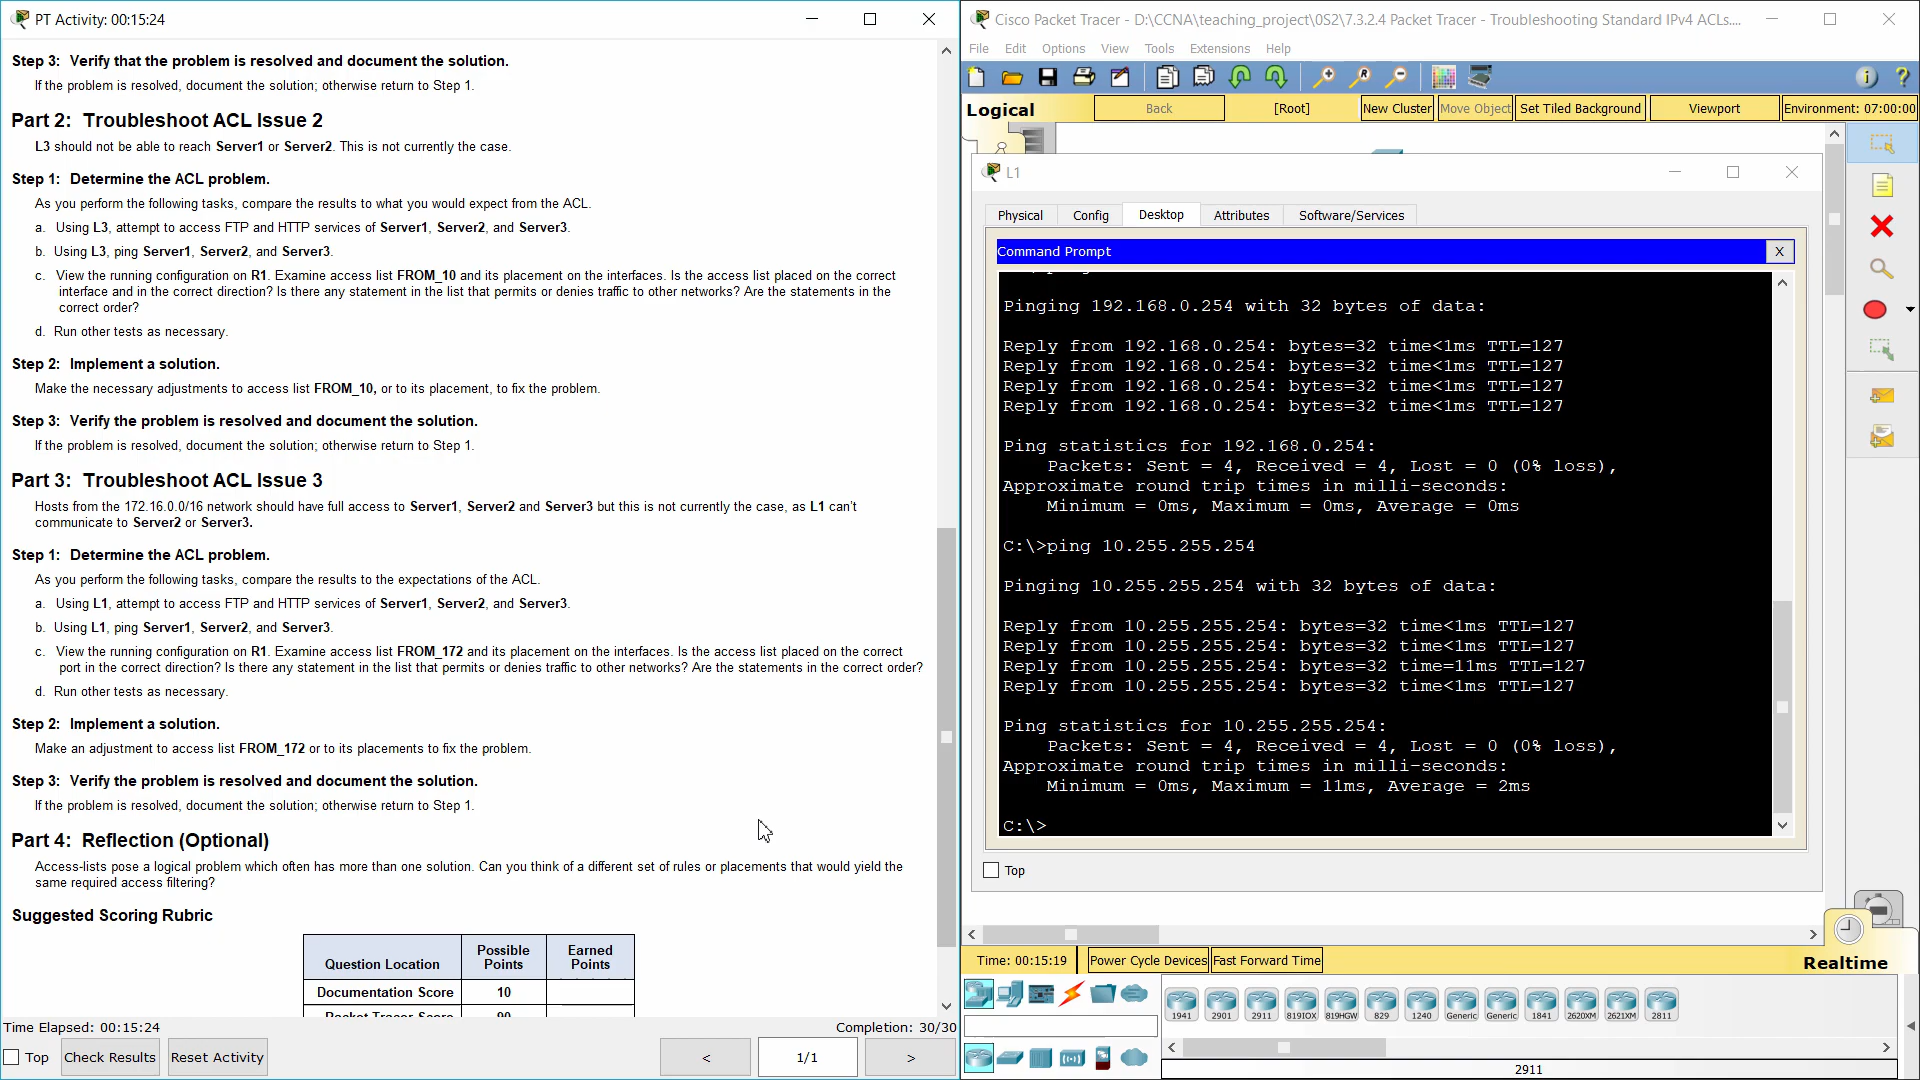 PT Activity: 00:15:24
Step 3: Verify that the problem is resolved and document the solution.
If the problem is resolved, document the solution; otherwise return to Step 1.
Part 2: Troubleshoot ACL Issue 2
L3 should not be able to reach Server1 or Server2. This is not currently the case.
Step 1: Determine the ACL problem.
As you perform the following tasks, compare the results to what you would expect from the ACL.
a. Using L3, attempt to access FTP and HTTP services of Server1, Server2, and Server3.
b. Using L3, ping Server1, Server2, and Server3.
c. View the running configuration on R1. Examine access list FROM_10 and its placement on the interfaces. Is the access list placed on the correct
interface and in the correct direction? Is there any statement in the list that permits or denies traffic to other networks? Are the statements in the
correct order?
d. Run other tests as necessary.
Step 2: Implement a solution.
Make the necessary adjustments to access list FROM_10, or to its placement, to fix the problem.
Step 3: Verify the problem is resolved and document the solution.
If the problem is resolved, document the solution; otherwise return to Step 1.
Part 3: Troubleshoot ACL Issue 3
Hosts from the 172.16.0.0/16 network should have full access to Server1, Server2 and Server3 but this is not currently the case, as L1 can't
communicate to Server2 or Server3.
Step 1: Determine the ACL problem.
As you perform the following tasks, compare the results to the expectations of the ACL.
a. Using L1, attempt to access FTP and HTTP services of Server1, Server2, and Server3.
b. Using L1, ping Server1, Server2, and Server3.
c. View the running configuration on R1. Examine access list FROM_172 and its placement on the interfaces. Is the access list placed on the correct
port in the correct direction? Is there any statement in the list that permits or denies traffic to other networks? Are the statements in the correct order?
d. Run other tests as necessary.
Step 2: Implement a solution.
Make an adjustment to access list FROM_172 or to its placements to fix the problem.
Step 3: Verify the problem is resolved and document the solution.
If the problem is resolved, document the solution; otherwise return to Step 1.
Part 4: Reflection (Optional)
Access-lists pose a logical problem which often has more than one solution. Can you think of a different set of rules or placements that would yield the
same required access filtering?
Suggested Scoring Rubric
Question Location Possible Points Earned Points
Documentation Score 10
Packet Tracer Score 90
Time Elapsed: 00:15:24 Completion: 30/30
Top Check Results Reset Activity < 1/1 >
Cisco Packet Tracer - D:\CCNA\teaching_project\0S2\7.3.2.4 Packet Tracer - Troubleshooting Standard IPv4 ACLs....
File Edit Options View Tools Extensions Help
Logical Back [Root] New Cluster Move Object Set Tiled Background Viewport Environment: 07:00:00
L1
Physical Config Desktop Attributes Software/Services
Command Prompt X
Pinging 192.168.0.254 with 32 bytes of data:
Reply from 192.168.0.254: bytes=32 time<1ms TTL=127
Reply from 192.168.0.254: bytes=32 time<1ms TTL=127
Reply from 192.168.0.254: bytes=32 time<1ms TTL=127
Reply from 192.168.0.254: bytes=32 time<1ms TTL=127
Ping statistics for 192.168.0.254:
Packets: Sent = 4, Received = 4, Lost = 0 (0% loss),
Approximate round trip times in milli-seconds:
Minimum = 0ms, Maximum = 0ms, Average = 0ms
C:\>ping 10.255.255.254
Pinging 10.255.255.254 with 32 bytes of data:
Reply from 10.255.255.254: bytes=32 time<1ms TTL=127
Reply from 10.255.255.254: bytes=32 time<1ms TTL=127
Reply from 10.255.255.254: bytes=32 time=11ms TTL=127
Reply from 10.255.255.254: bytes=32 time<1ms TTL=127
Ping statistics for 10.255.255.254:
Packets: Sent = 4, Received = 4, Lost = 0 (0% loss),
Approximate round trip times in milli-seconds:
Minimum = 0ms, Maximum = 11ms, Average = 2ms
C:\>
Top
Time: 00:15:19 Power Cycle Devices Fast Forward Time Realtime
1941 2901 2911 819IOX 819HGW 829 1240 Generic Generic 1841 2620XM 2621XM 2811
2911